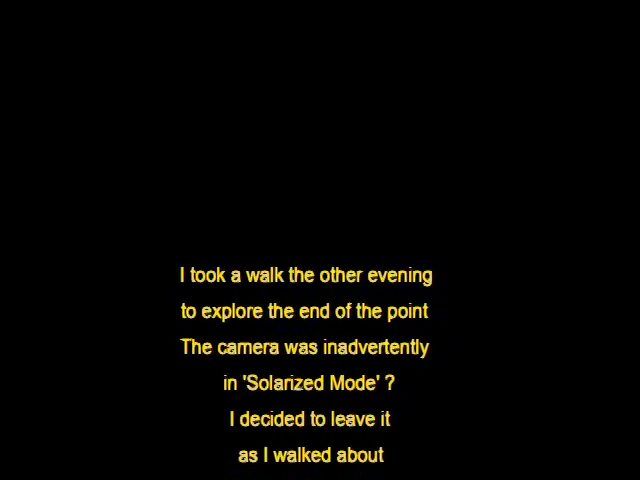 I took a walk the other evening
to explore the end of the point
The camera was inadvertently
in 'Solarized Mode' ?
I decided to leave it
as I walked about